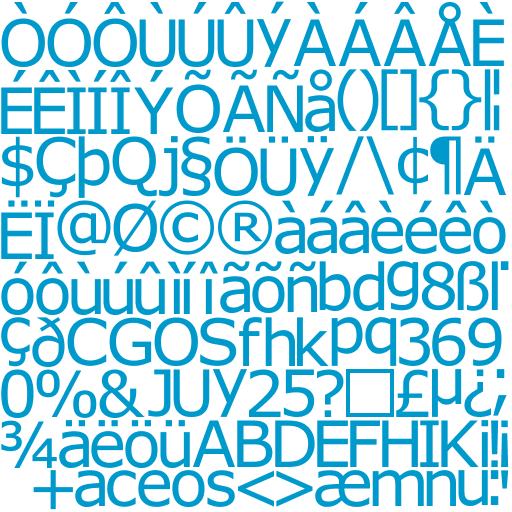 ÒÓÔÙÚÛÝÀÁÂÅÈ
ÉÊÌÍÎÝÕÃÑå()[]{}¦
$ÇþQj§ÖÜÿ/\¢¶Ä
ËÏ@Ø©®àáâèéêò
óôùúûìíîãõñbdg8ßl
çðCGOSfhkpq369
0%&JUy25?□£µ¿;
¾äëöüABDEFHIKi!
+aceos<>æmnu:"